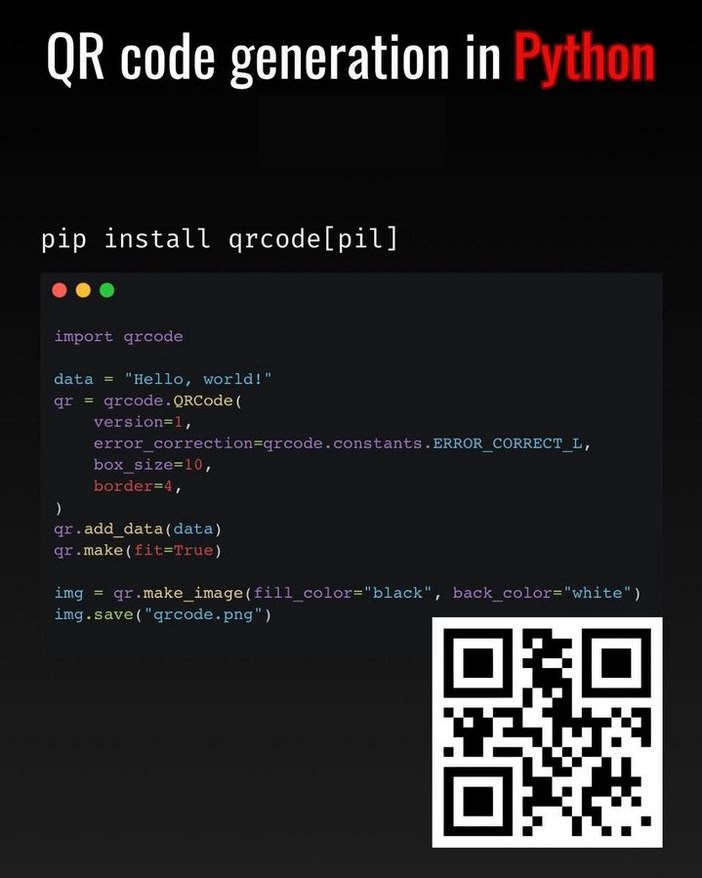 QR code generation in Python
pip install qrcode[pil]
import qrcode
data = "Hello, world!"
qr = qrcode.QRCode(
    version=1,
    error_correction=qrcode.constants.ERROR_CORRECT_L,
    box_size=10,
    border=4,
)
qr.add_data(data)
qr.make(fit=True)
img = qr.make_image(fill_color="black", back_color="white")
img.save("qrcode.png")